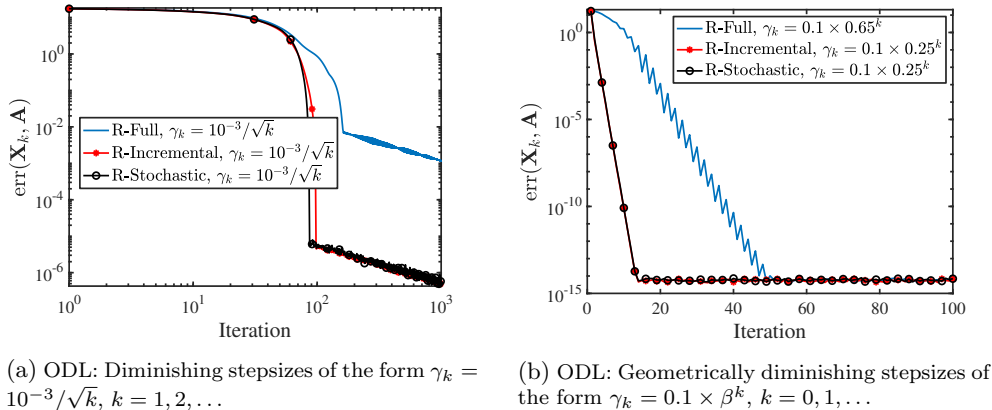 10^0
10^-2
10^-4
10^-6
err(X_k, A)
R-Full, γ_k = 10^-3/√k
R-Incremental, γ_k = 10^-3/√k
R-Stochastic, γ_k = 10^-3/√k
10^0 10^1 10^2 10^3
Iteration
(a) ODL: Diminishing stepsizes of the form γ_k =
10^-3/√k, k = 1, 2, . . .
10^0
10^-5
10^-10
10^-15
err(X_k, A)
R-Full, γ_k = 0.1 × 0.65^k
R-Incremental, γ_k = 0.1 × 0.25^k
R-Stochastic, γ_k = 0.1 × 0.25^k
0 20 40 60 80 100
Iteration
(b) ODL: Geometrically diminishing stepsizes of
the form γ_k = 0.1 × β^k, k = 0, 1, . . .